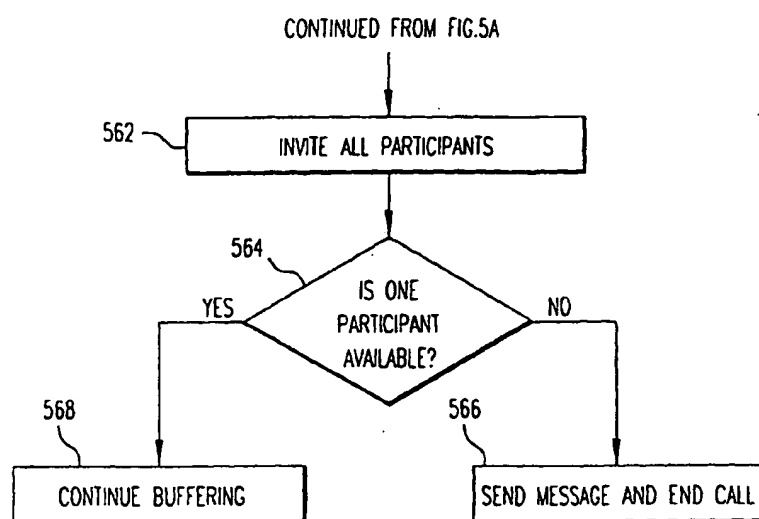 CONTINUED FROM FIG.5A
562
INVITE ALL PARTICIPANTS
564
YES
IS ONE
PARTICIPANT
AVAILABLE?
NO
568
CONTINUE BUFFERING
566
SEND MESSAGE AND END CALL